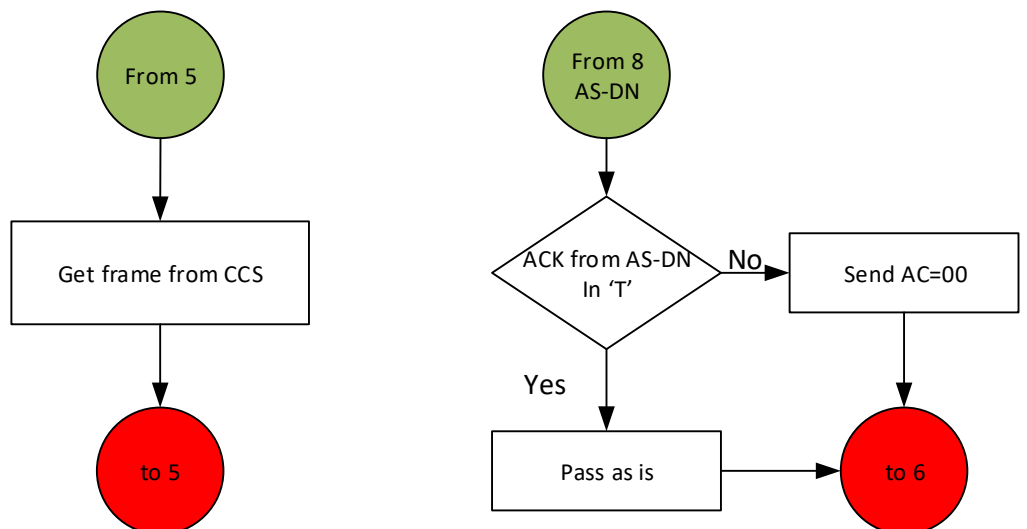 From 5
Get frame from CCS
to 5
From 8
AS-DN
ACK from AS-DN
In ‘T’
No
Send AC=00
Yes
Pass as is
to 6